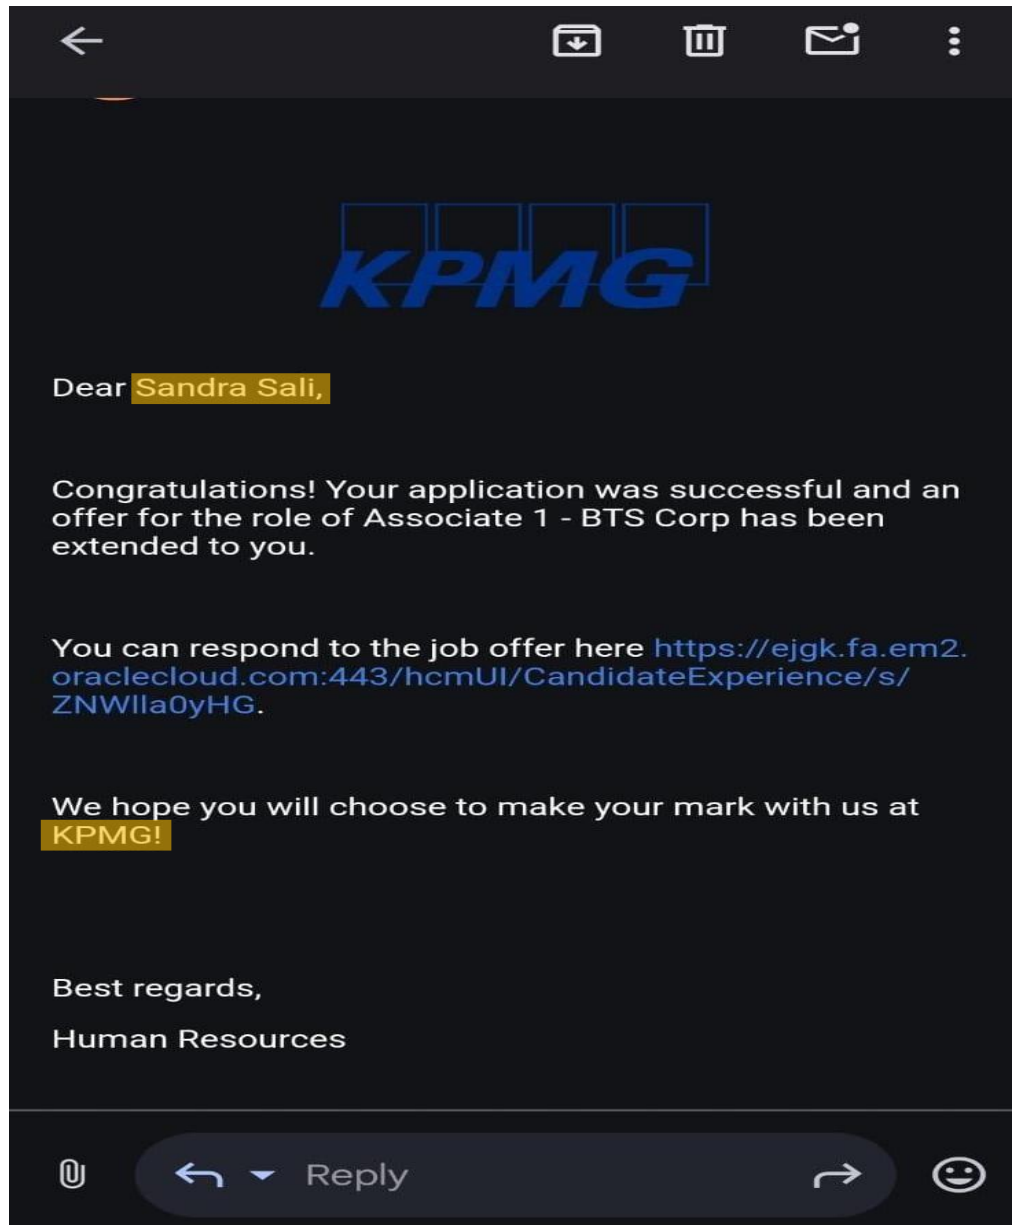 KPMG
Dear Sandra Sali,
Congratulations! Your application was successful and an
offer for the role of Associate 1 - BTS Corp has been
extended to you.
You can respond to the job offer here https://ejgk.fa.em2.
oraclecloud.com:443/hcmUI/CandidateExperience/s/
ZNWlla0yHG.
We hope you will choose to make your mark with us at
KPMG!
Best regards,
Human Resources
Reply